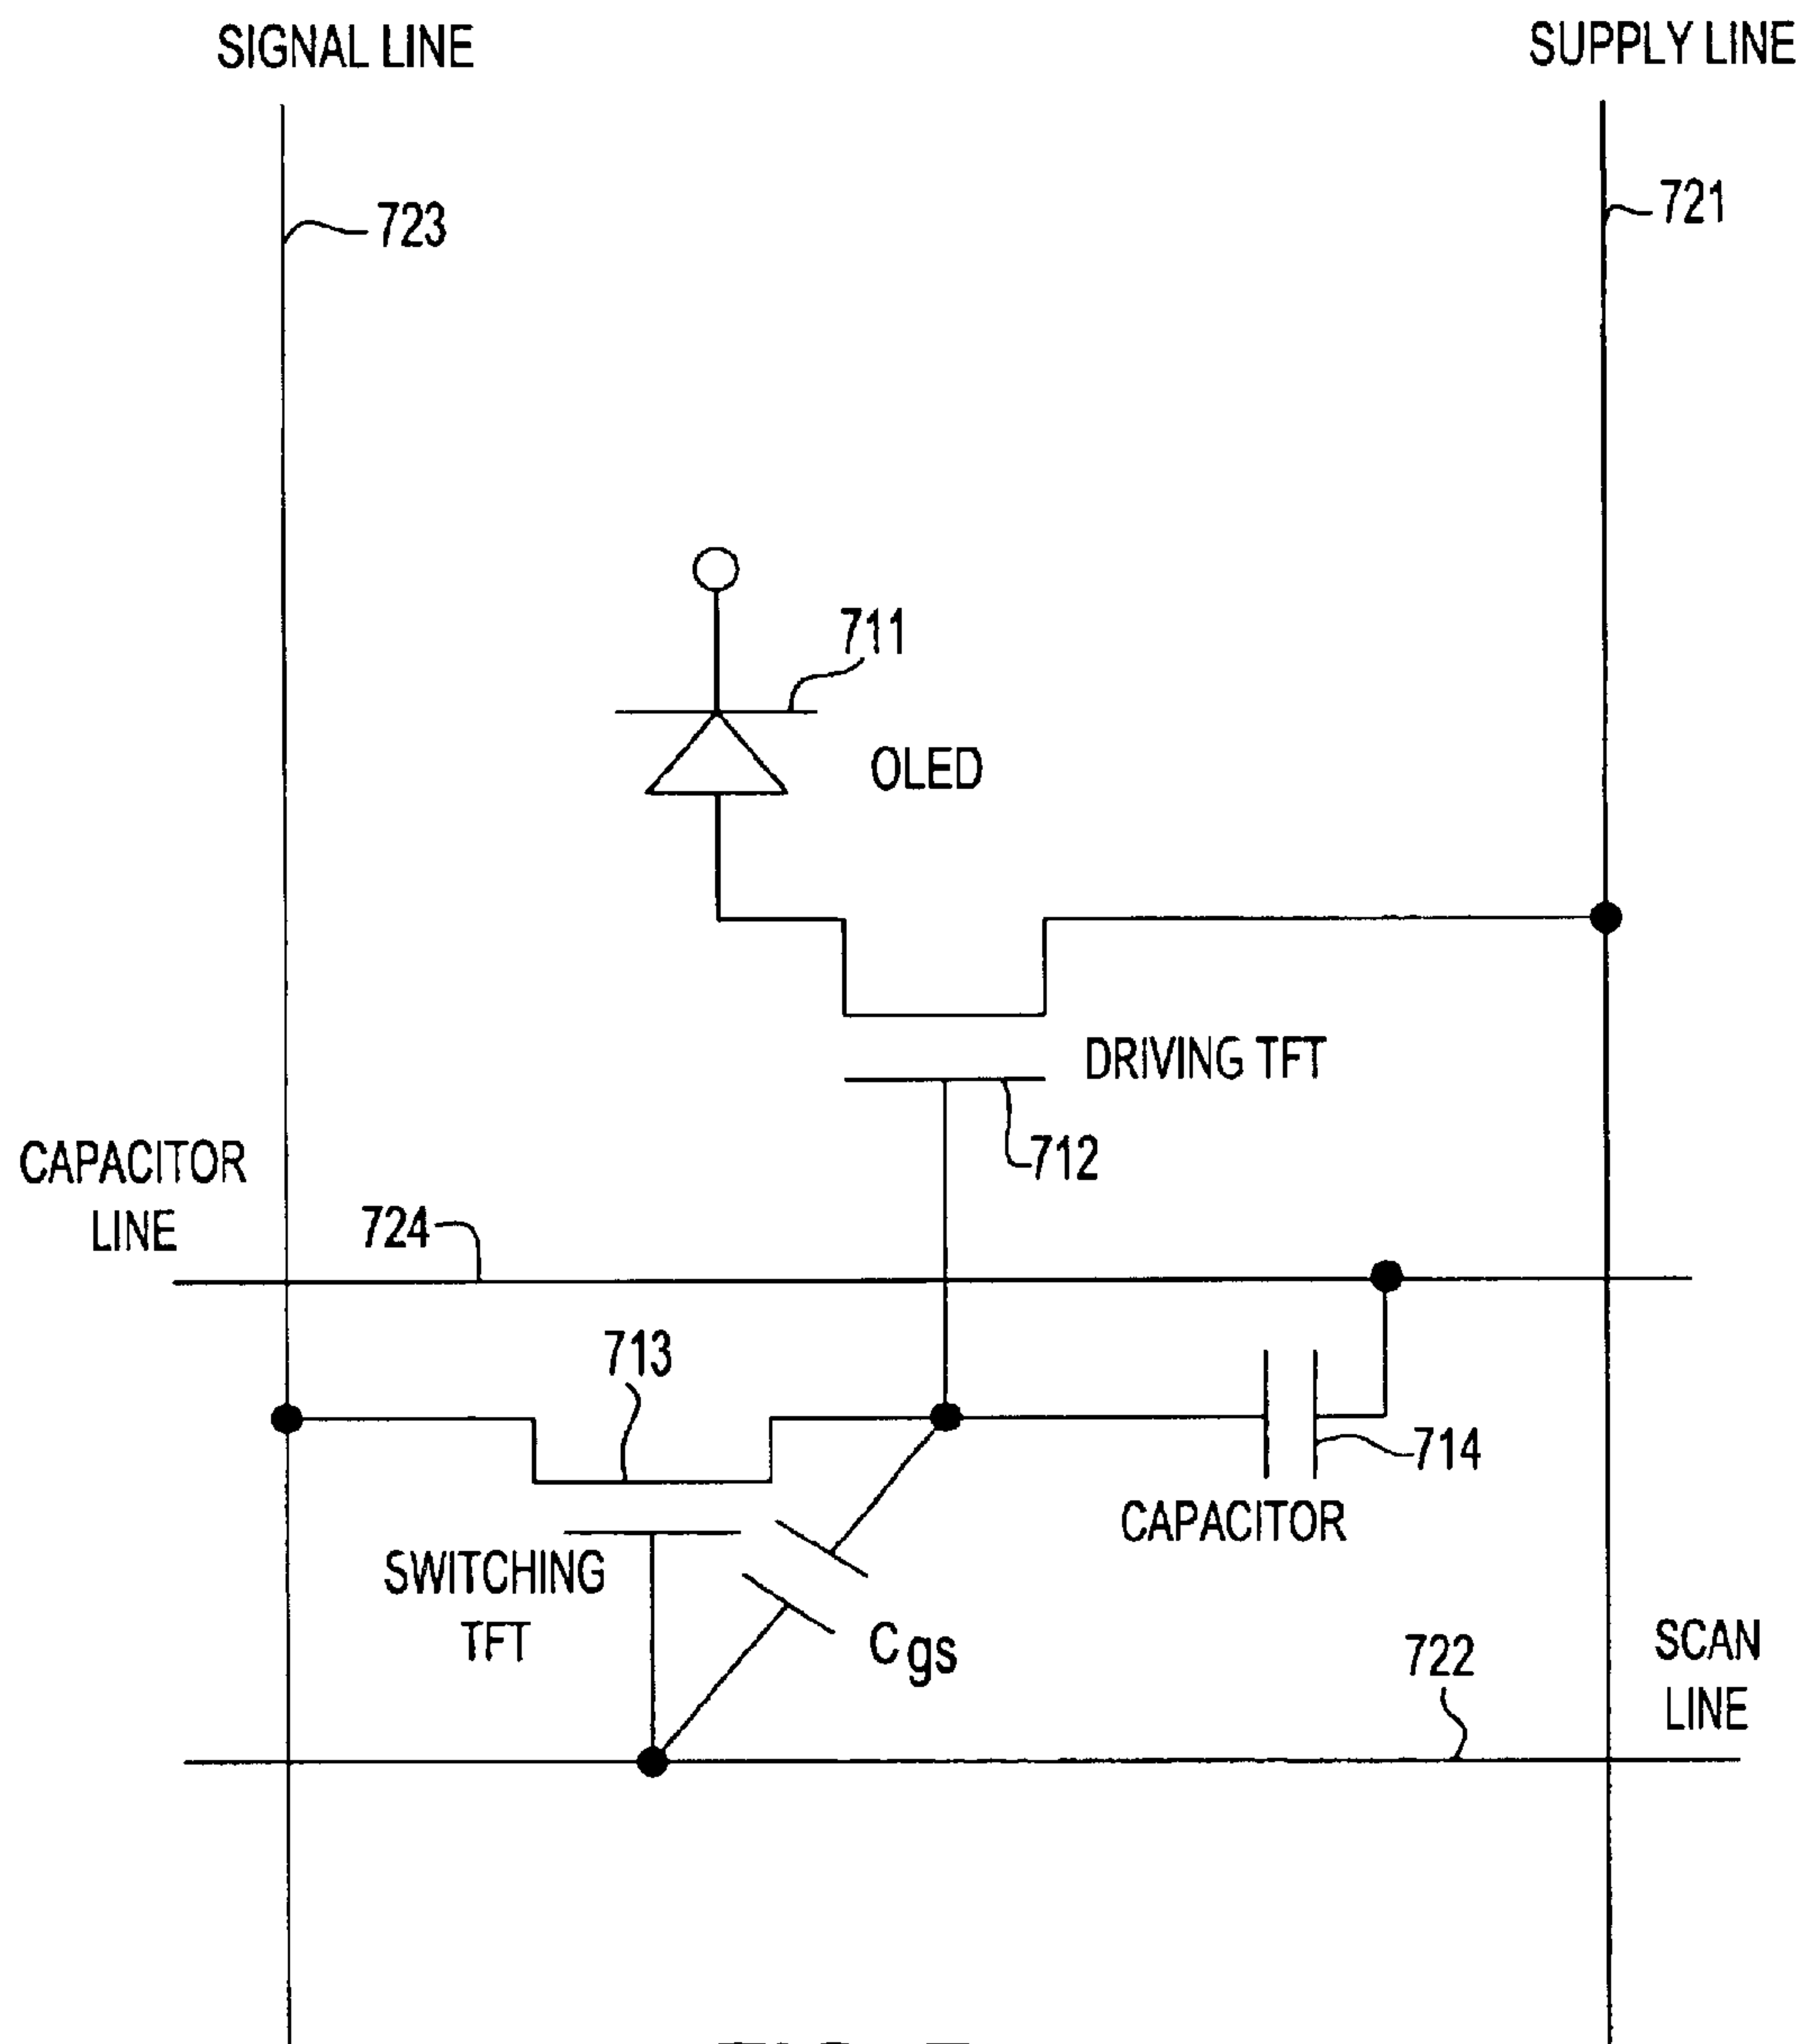 SIGNAL LINE
SUPPLY LINE
721
723
711
OLED
DRIVING TFT
712
CAPACITOR
LINE
724
713
714
CAPACITOR
SWITCHING
TFT
Cgs
722
SCAN
LINE